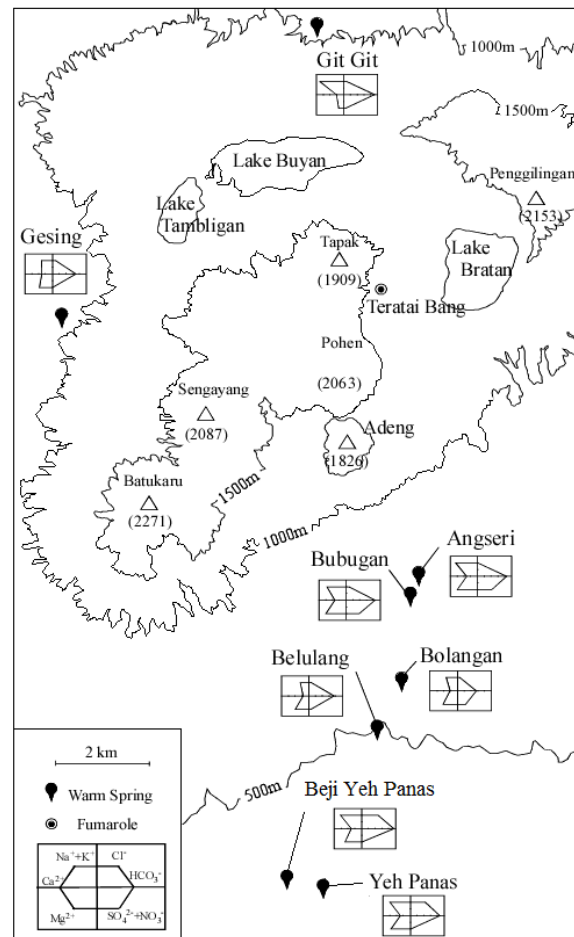 Git Git
1000m
1500m
Lake Buyan
Penggilingan
(2153)
Lake
Tambligan
Gesing
Tapak
(1909)
Lake
Bratan
Teratai Bang
Pohen
(2063)
Sengayang
(2087)
Adeng
(1826)
Batukaru
(2271)
1500m
1000m
Angseri
Bubugan
Belulang
Bolangan
500m
Beji Yeh Panas
Yeh Panas
2 km
Warm Spring
Fumarole
Na⁺+K⁺ Cl⁻
Ca²⁺ HCO₃⁻
Mg²⁺ SO₄²⁻+NO₃⁻